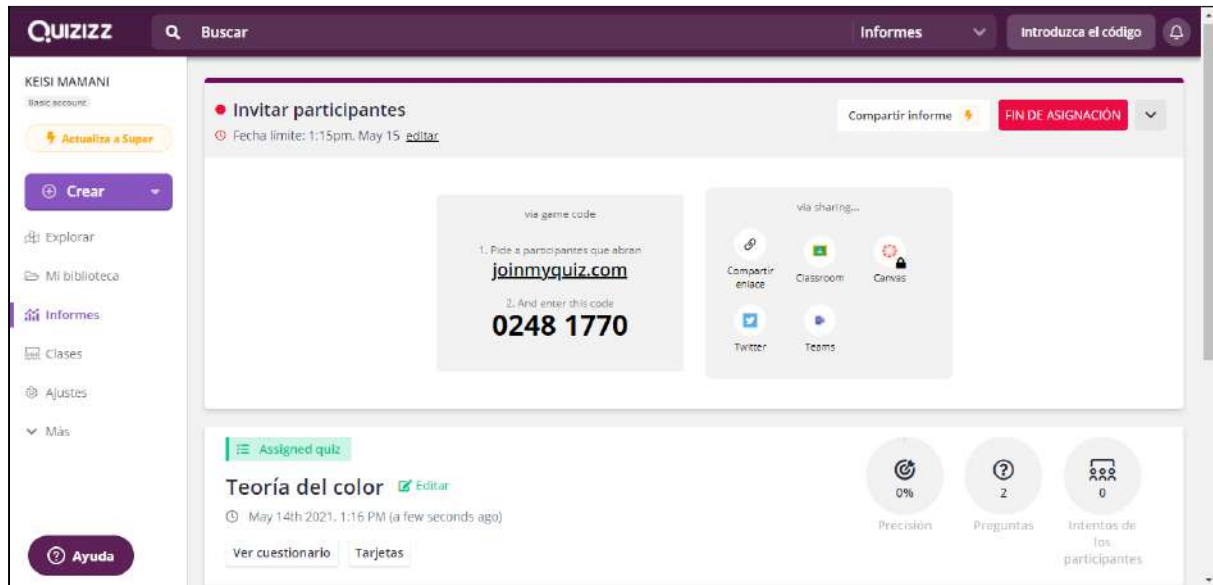 QUIZIZZ
Buscar
Informes
Introduzca el código
KEISI MAMANI
Basic account
Actualiza a Super
Crear
Explorar
Mi biblioteca
Informes
Clases
Ajustes
Más
Ayuda
Invitar participantes
Fecha límite: 1:15pm. May 15 editar
Compartir informe
FIN DE ASIGNACIÓN
via game code
1. Pide a participantes que abran
joinmyquiz.com
2. And enter this code
0248 1770
via sharing...
Compartir
enlace
Classroom
Canvas
Twitter
Teams
Assigned quiz
Teoría del color
Editar
May 14th 2021, 1:16 PM (a few seconds ago)
Ver cuestionario
Tarjetas
0%
Precisión
2
Preguntas
0
Intentos de
los
participantes